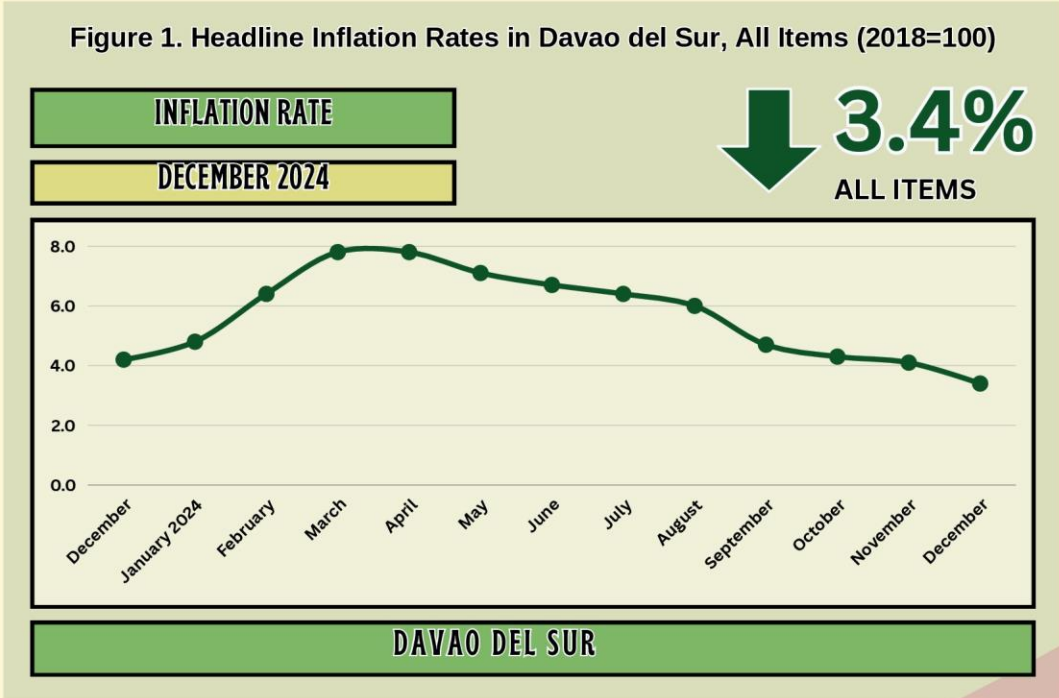 Figure 1. Headline Inflation Rates in Davao del Sur, All Items (2018=100)
INFLATION RATE
DECEMBER 2024
3.4%
ALL ITEMS
8.0
6.0
4.0
2.0
0.0
December
January 2024
February
March
April
May
June
July
August
September
October
November
December
DAVAO DEL SUR